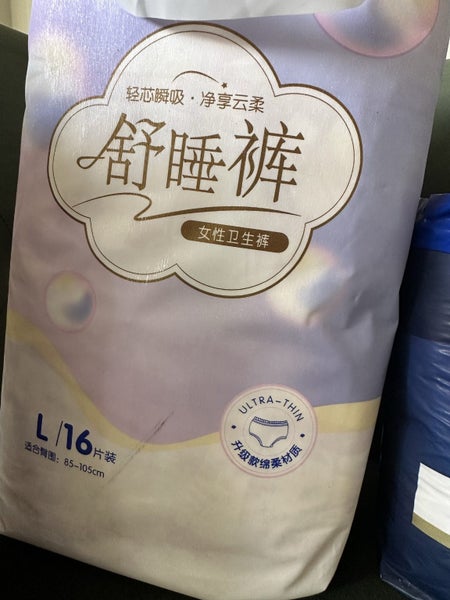 轻芯瞬吸·净享云柔
舒睡裤
女性卫生裤
ULTRA-THIN
升级款绵柔材质
L/16片装
适合臀围：85-105cm